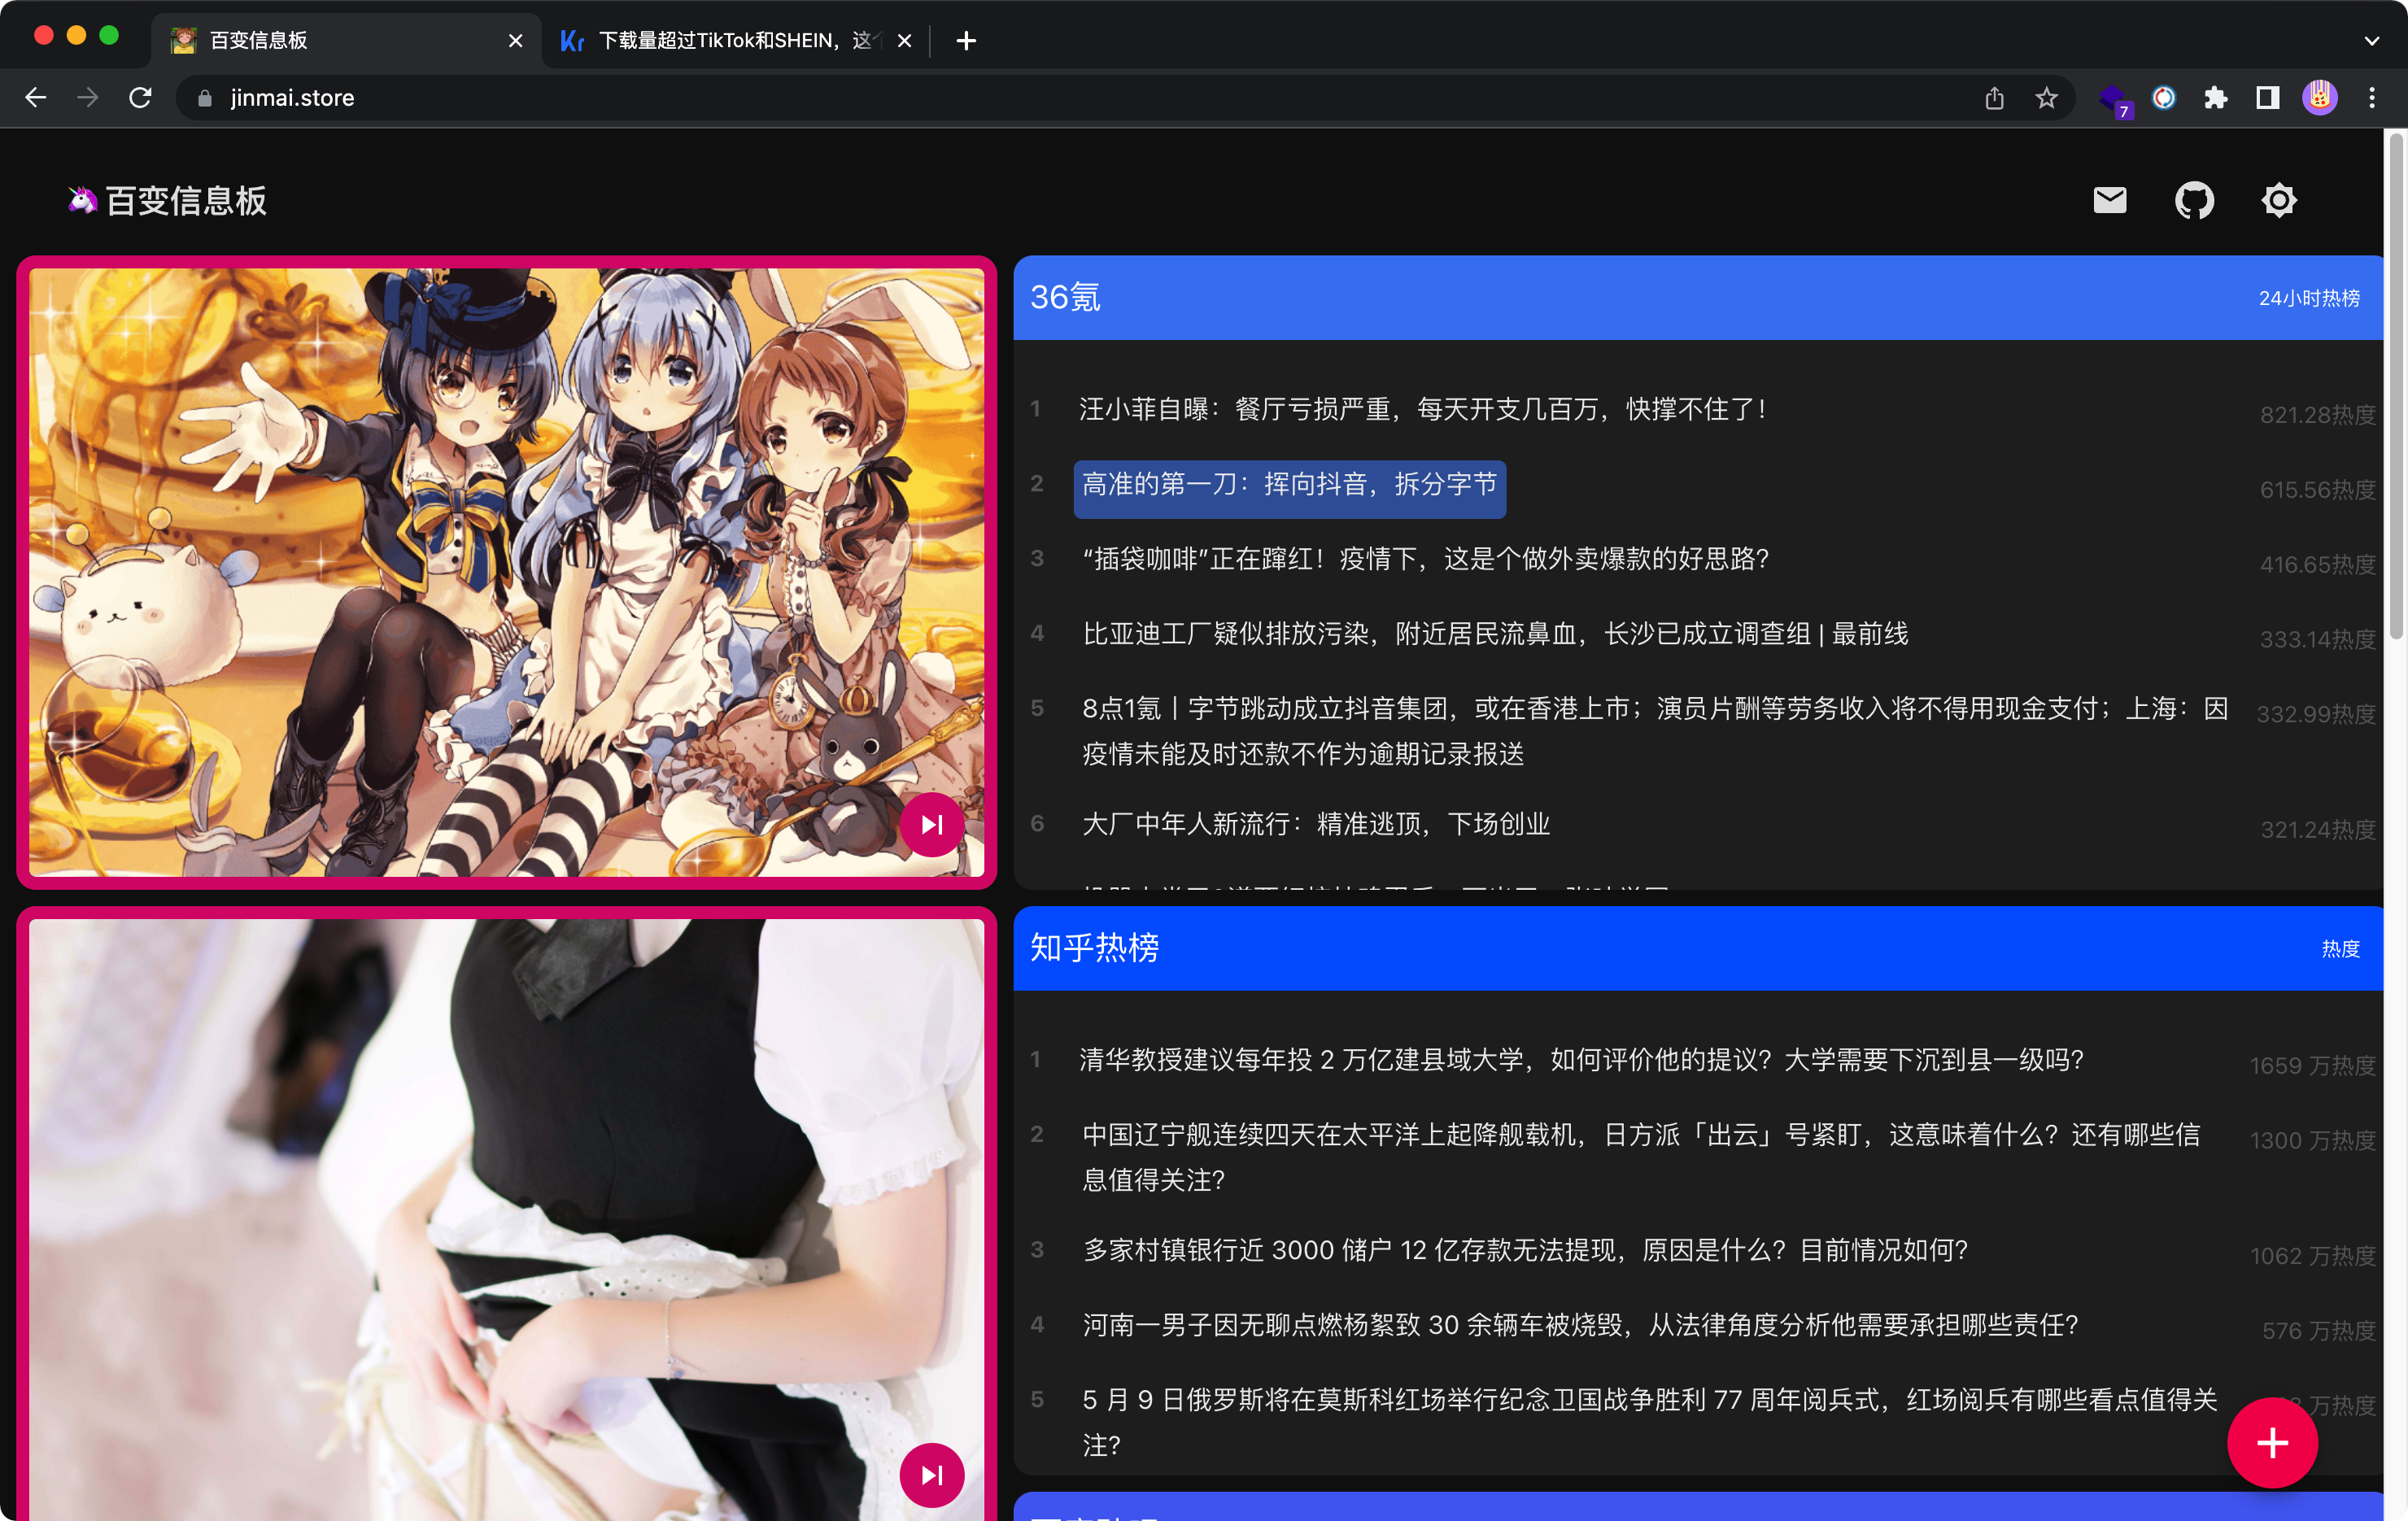 百变信息板
下载量超过TikTok和SHEIN，这
jinmai.store
7
百变信息板
36氪
24小时热榜
1 汪小菲自曝：餐厅亏损严重，每天开支几百万，快撑不住了！ 821.28热度
2 高准的第一刀：挥向抖音，拆分字节 615.56热度
3 “插袋咖啡”正在蹿红！疫情下，这是个做外卖爆款的好思路？ 416.65热度
4 比亚迪工厂疑似排放污染，附近居民流鼻血，长沙已成立调查组 | 最前线 333.14热度
5 8点1氪丨字节跳动成立抖音集团，或在香港上市；演员片酬等劳务收入将不得用现金支付；上海：因 332.99热度
疫情未能及时还款不作为逾期记录报送
6 大厂中年人新流行：精准逃顶，下场创业 321.24热度
知乎热榜
热度
1 清华教授建议每年投 2 万亿建县域大学，如何评价他的提议？大学需要下沉到县一级吗？ 1659 万热度
2 中国辽宁舰连续四天在太平洋上起降舰载机，日方派「出云」号紧盯，这意味着什么？还有哪些信 1300 万热度
息值得关注？
3 多家村镇银行近 3000 储户 12 亿存款无法提现，原因是什么？目前情况如何？ 1062 万热度
4 河南一男子因无聊点燃杨絮致 30 余辆车被烧毁，从法律角度分析他需要承担哪些责任？ 576 万热度
5 5 月 9 日俄罗斯将在莫斯科红场举行纪念卫国战争胜利 77 周年阅兵式，红场阅兵有哪些看点值得关 万热度
注？